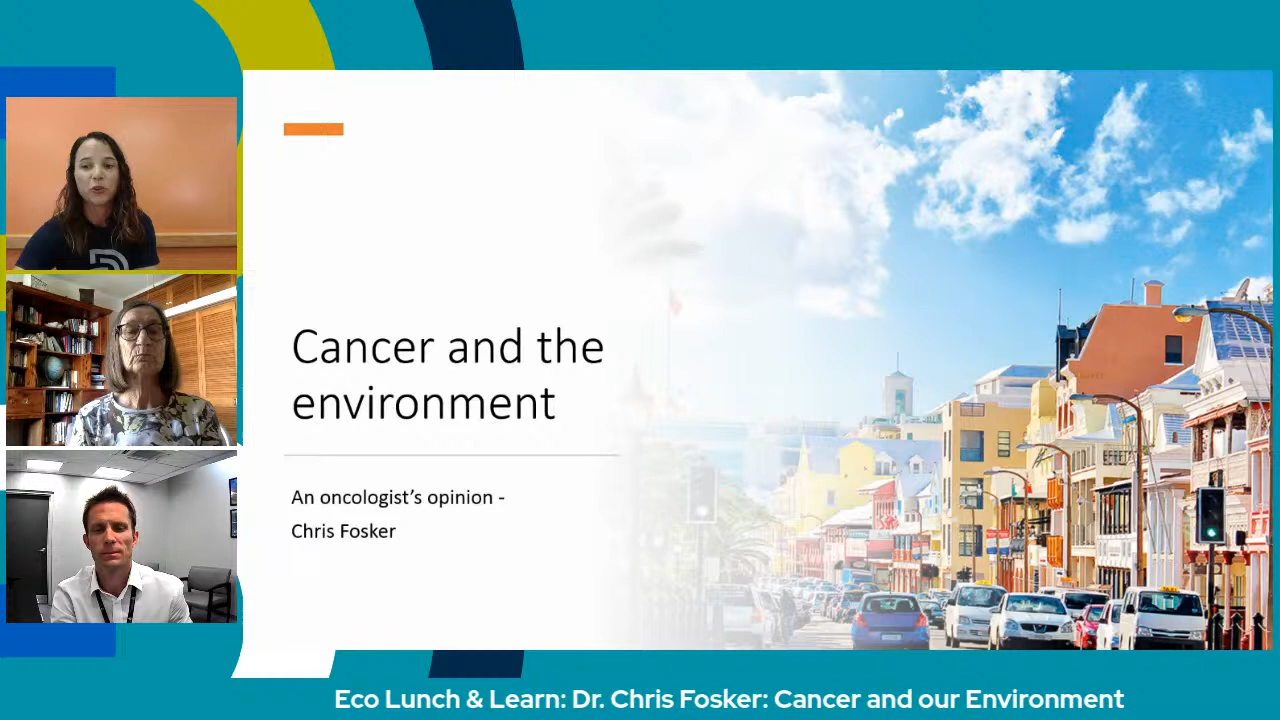 Cancer and the
environment
An oncologist's opinion -
Chris Fosker
Eco Lunch & Learn: Dr. Chris Fosker: Cancer and our Environment